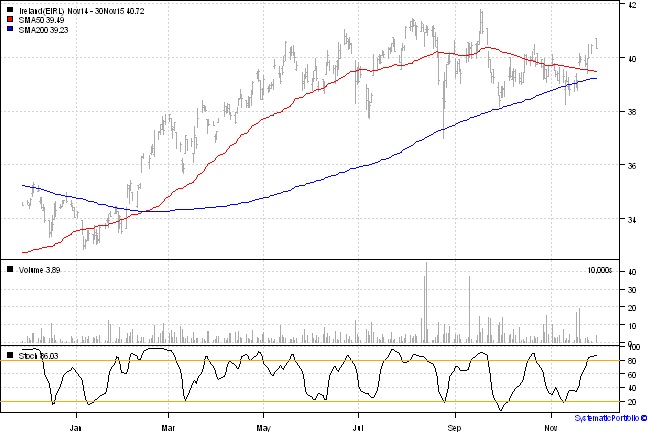 Ireland(EIRL) Nov14 - 30Nov15 40.72
SMA50 39.49
SMA200 39.23
42
40
38
36
34
Volume 3.89
10,000s
40
30
20
10
0
Stoch 86.03
100
80
60
40
20
Jan Mar May Jul Sep Nov
SystematicPortfolio ©